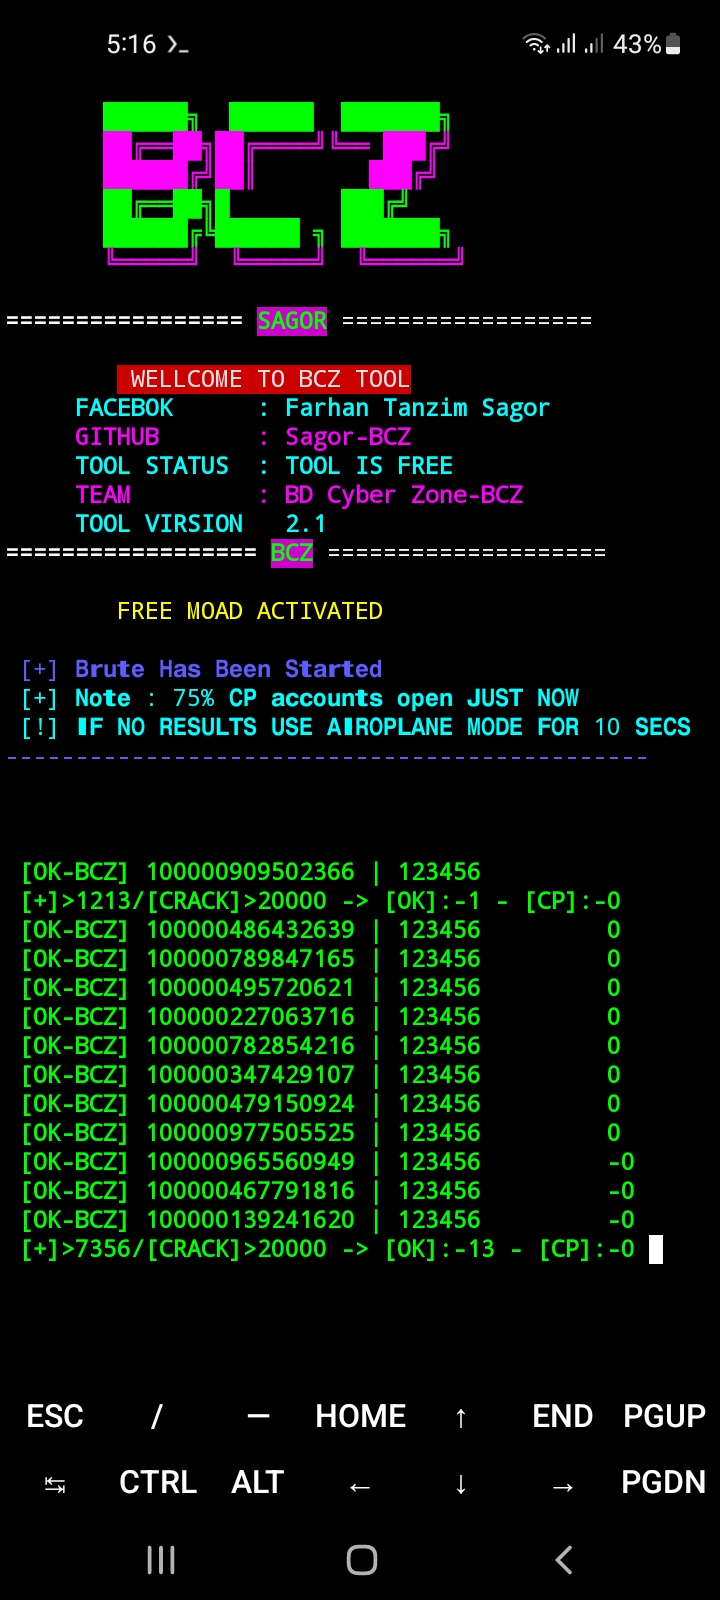 5:16
43%
BCZ
================ SAGOR =================
WELLCOME TO BCZ TOOL
FACEBOK : Farhan Tanzim Sagor
GITHUB : Sagor-BCZ
TOOL STATUS : TOOL IS FREE
TEAM : BD Cyber Zone-BCZ
TOOL VIRSION 2.1
================= BCZ ===================
FREE MOAD ACTIVATED
[+] Brute Has Been Started
[+] Note : 75% CP accounts open JUST NOW
[!] IF NO RESULTS USE AIROPLANE MODE FOR 10 SECS
-----------------------------------------------
[OK-BCZ] 100000909502366 | 123456
[+]>1213/[CRACK]>20000 -> [OK]:-1 - [CP]:-0
[OK-BCZ] 100000486432639 | 123456 0
[OK-BCZ] 100000789847165 | 123456 0
[OK-BCZ] 100000495720621 | 123456 0
[OK-BCZ] 100000227063716 | 123456 0
[OK-BCZ] 100000782854216 | 123456 0
[OK-BCZ] 100000347429107 | 123456 0
[OK-BCZ] 100000479150924 | 123456 0
[OK-BCZ] 100000977505525 | 123456 0
[OK-BCZ] 100000965560949 | 123456 -0
[OK-BCZ] 100000467791816 | 123456 -0
[OK-BCZ] 100000139241620 | 123456 -0
[+]>7356/[CRACK]>20000 -> [OK]:-13 - [CP]:-0
ESC / — HOME ↑ END PGUP
↹ CTRL ALT ← ↓ → PGDN